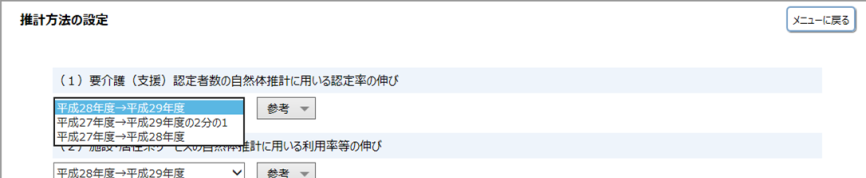 推計方法の設定
メニューに戻る
（１）要介護（支援）認定者数の自然体推計に用いる認定率の伸び
平成28年度→平成29年度
参考
平成27年度→平成29年度の2分の1
平成27年度→平成28年度
（２）施設・居住系サービスの自然体推計に用いる利用率等の伸び
平成28年度→平成29年度
参考